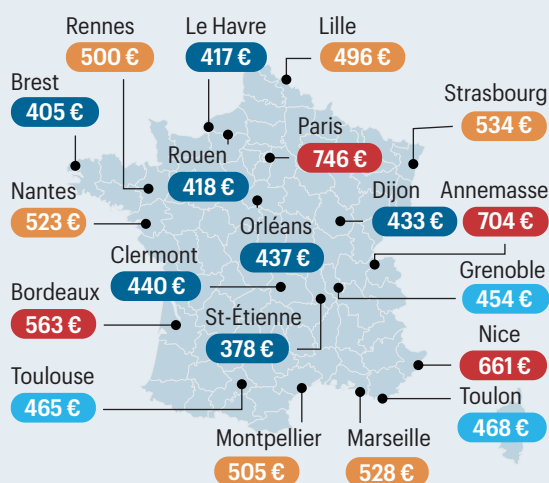 Rennes
500 €
Le Havre
417 €
Lille
496 €
Brest
405 €
Strasbourg
534 €
Paris
746 €
Rouen
418 €
Nantes
523 €
Dijon
433 €
Annemasse
704 €
Orléans
437 €
Clermont
440 €
Grenoble
454 €
Bordeaux
563 €
St-Étienne
378 €
Nice
661 €
Toulouse
465 €
Toulon
468 €
Montpellier
505 €
Marseille
528 €